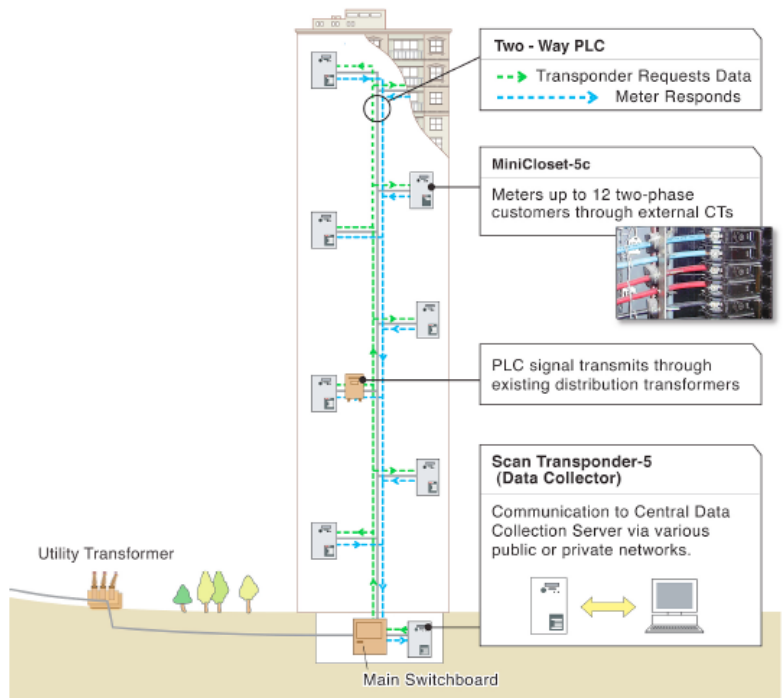 Two - Way PLC
Transponder Requests Data
Meter Responds
MiniCloset-5c
Meters up to 12 two-phase
customers through external CTs
PLC signal transmits through
existing distribution transformers
Scan Transponder-5
(Data Collector)
Communication to Central Data
Collection Server via various
public or private networks.
Utility Transformer
Main Switchboard